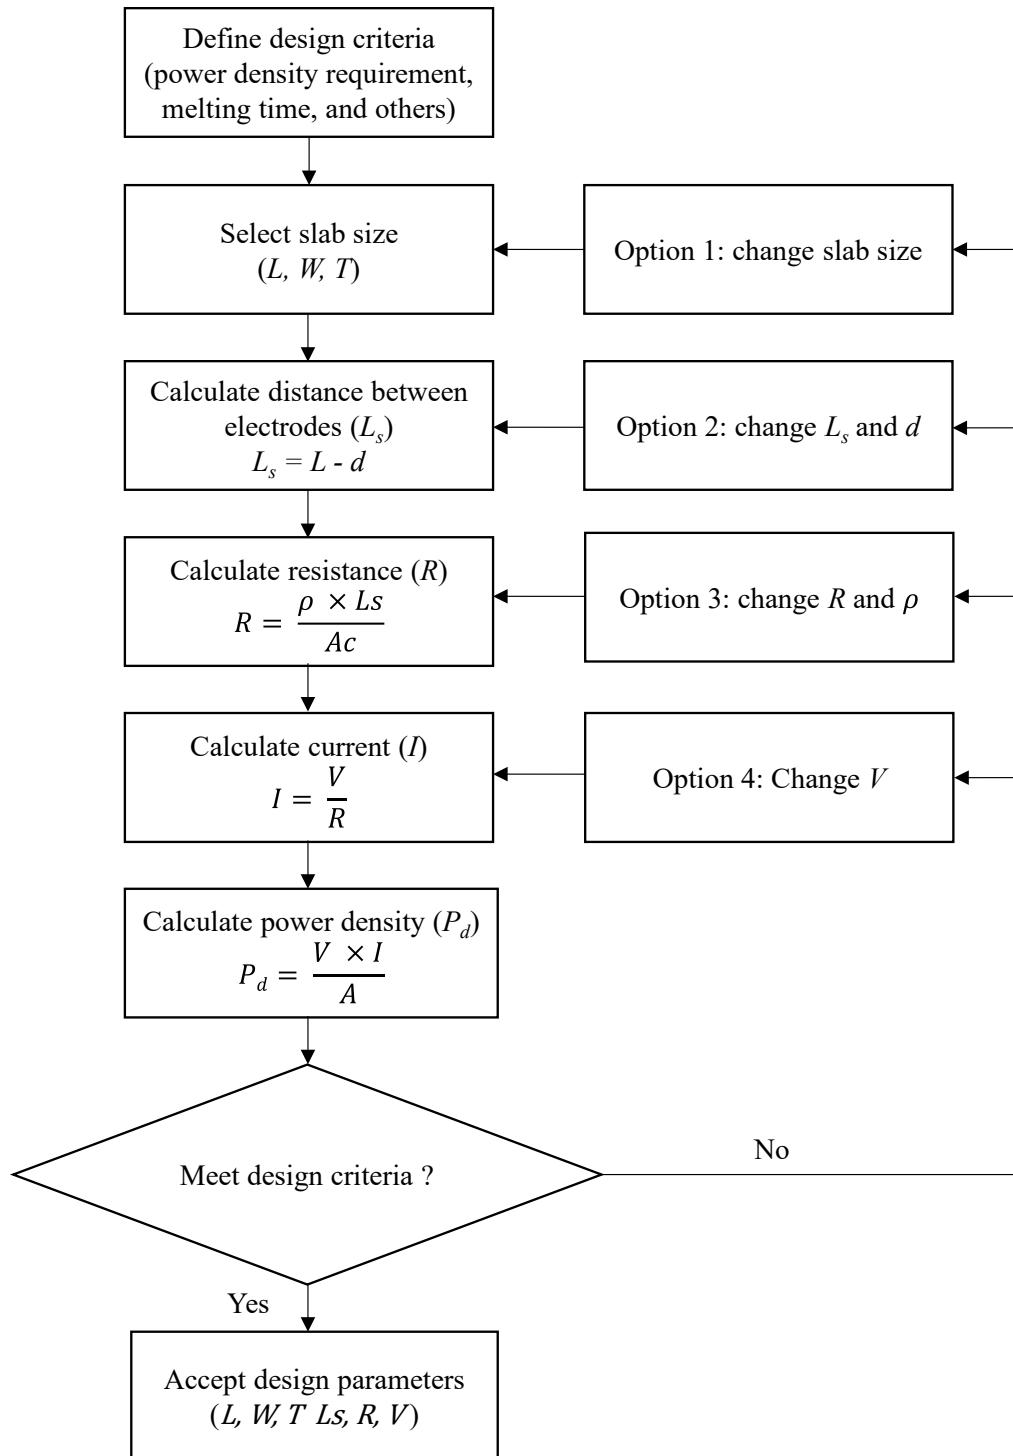 Define design criteria
(power density requirement,
melting time, and others)
Select slab size
(L, W, T)
Option 1: change slab size
Calculate distance between
electrodes (Ls)
Ls = L - d
Option 2: change Ls and d
Calculate resistance (R)
R = ρ × Ls / Ac
Option 3: change R and ρ
Calculate current (I)
I = V / R
Option 4: Change V
Calculate power density (Pd)
Pd = V × I / A
Meet design criteria ?
No
Yes
Accept design parameters
(L, W, T Ls, R, V)